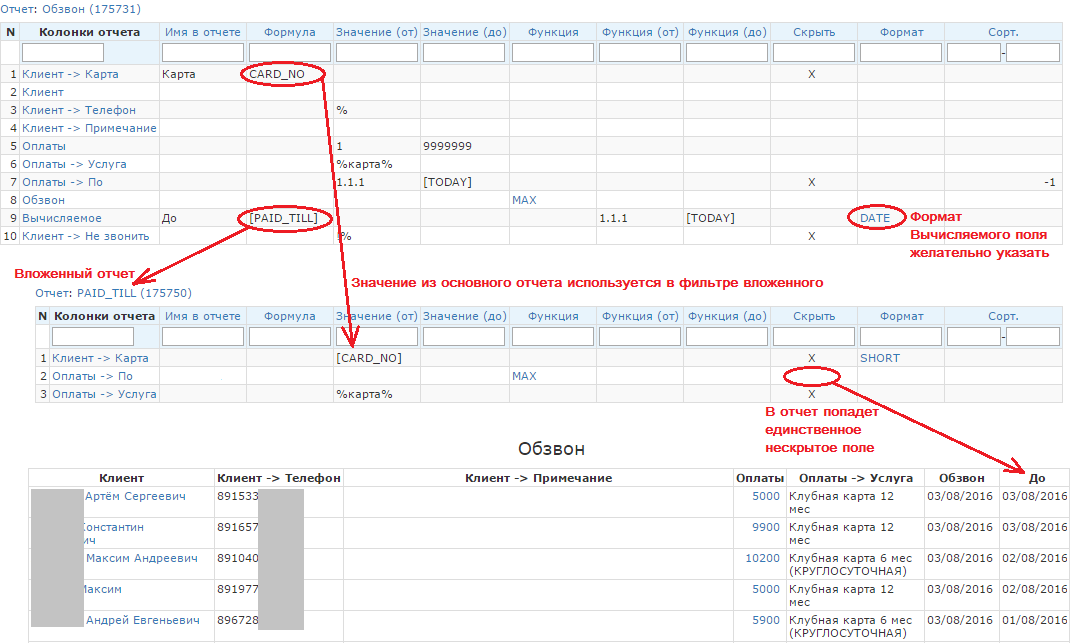 Отчет: Обзвон (175731)
N Колонки отчета Имя в отчете Формула Значение (от) Значение (до) Функция Функция (от) Функция (до) Скрыть Формат Сорт.
-
1 Клиент -> Карта Карта CARD_NO X
2 Клиент
3 Клиент -> Телефон %
4 Клиент -> Примечание
5 Оплаты 1 9999999
6 Оплаты -> Услуга %карта%
7 Оплаты -> По 1.1.1 [TODAY] X -1
8 Обзвон MAX
9 Вычисляемое До [PAID_TILL] 1.1.1 [TODAY] DATE
10 Клиент -> Не звонить !% X
Формат
Вычисляемого поля
желательно указать
Вложенный отчет
Значение из основного отчета используется в фильтре вложенного
Отчет: PAID_TILL (175750)
N Колонки отчета Имя в отчете Формула Значение (от) Значение (до) Функция Функция (от) Функция (до) Скрыть Формат Сорт.
-
1 Клиент -> Карта [CARD_NO] X SHORT
2 Оплаты -> По MAX
3 Оплаты -> Услуга %карта% X
В отчет попадет
единственное
нескрытое поле
Обзвон
Клиент Клиент -> Телефон Клиент -> Примечание Оплаты Оплаты -> Услуга Обзвон До
Артём Сергеевич 891533 5000 Клубная карта 12 03/08/2016 03/08/2016
мес
Константин 891657 9900 Клубная карта 12 03/08/2016 03/08/2016
ич мес
Максим Андреевич 891040 10200 Клубная карта 6 мес 03/08/2016 02/08/2016
(КРУГЛОСУТОЧНАЯ)
Максим 891977 5000 Клубная карта 12 03/08/2016 02/08/2016
мес
Андрей Евгеньевич 896728 5900 Клубная карта 6 мес 03/08/2016 01/08/2016
(КРУГЛОСУТОЧНАЯ)